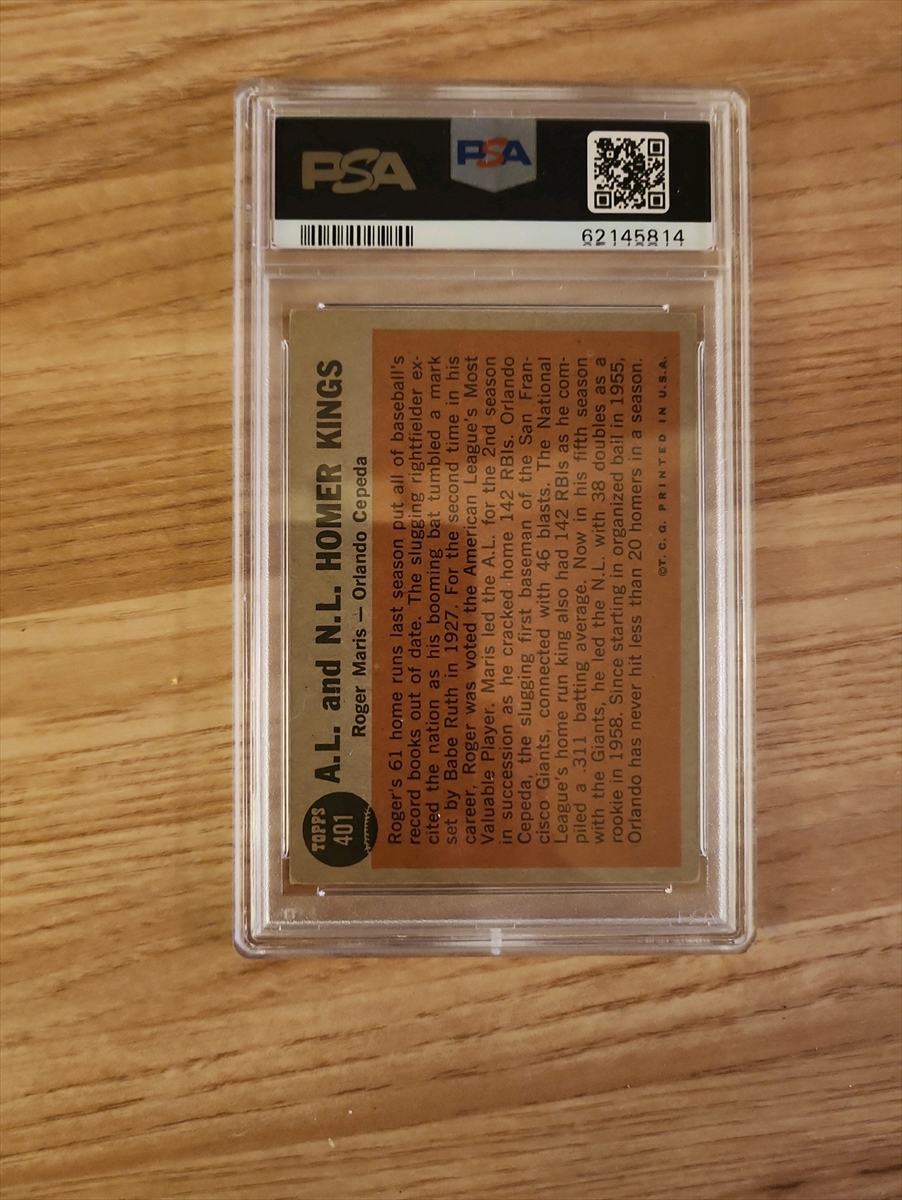 PSA
PSA
62145814
TOPPS
401
A.L. and N.L. HOMER KINGS
Roger Maris — Orlando Cepeda
Roger's 61 home runs last season put all of baseball's
record books out of date. The slugging rightfielder ex-
cited the nation as his booming bat tumbled a mark
set by Babe Ruth in 1927. For the second time in his
career, Roger was voted the American League's Most
Valuable Player. Maris led the A.L. for the 2nd season
in succession as he cracked home 142 RBIs. Orlando
Cepeda, the slugging first baseman of the San Fran-
cisco Giants, connected with 46 blasts. The National
League's home run king also had 142 RBIs as he com-
piled a .311 batting average. Now in his fifth season
with the Giants, he led the N.L. with 38 doubles as a
rookie in 1958. Since starting in organized ball in 1955,
Orlando has never hit less than 20 homers in a season.
©T. C. G. PRINTED IN U.S.A.